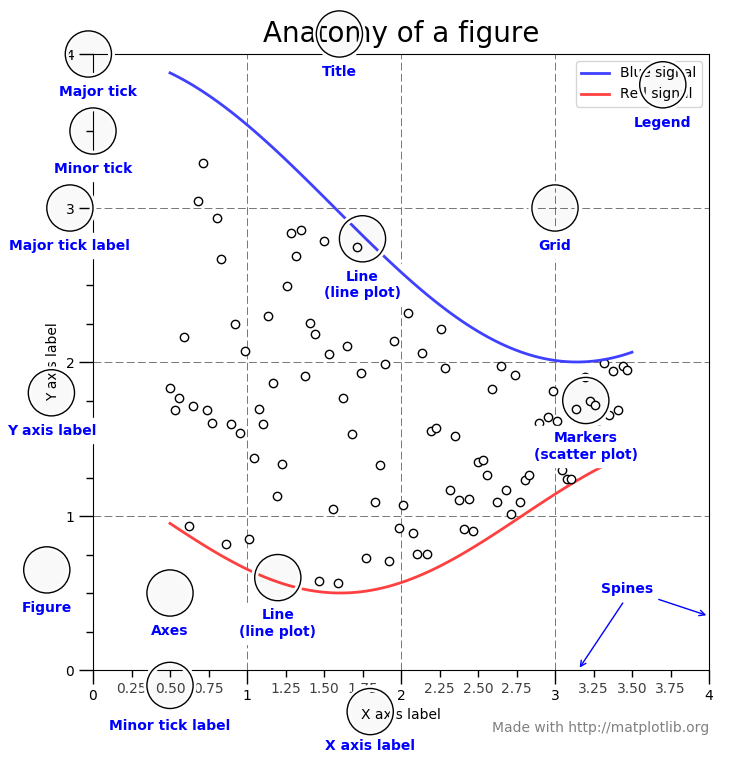 Anatomy of a figure
Title
Blue signal
Red signal
Legend
4
Major tick
Minor tick
3
Major tick label
Grid
Line
(line plot)
Y axis label
2
Y axis label
Markers
(scatter plot)
1
Figure
Axes
Line
(line plot)
Spines
0
0 0.25 0.50 0.75 1 1.25 1.50 1.75 2 2.25 2.50 2.75 3 3.25 3.50 3.75 4
Minor tick label
X axis label
X axis label
Made with http://matplotlib.org